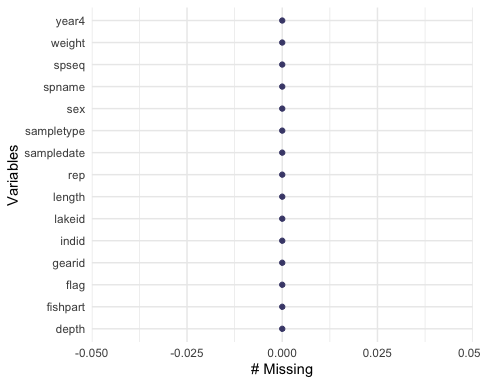 year4
weight
spseq
spname
sex
sampletype
sampledate
rep
length
lakeid
indid
gearid
flag
fishpart
depth
Variables
-0.050
-0.025
0.000
0.025
0.05
# Missing